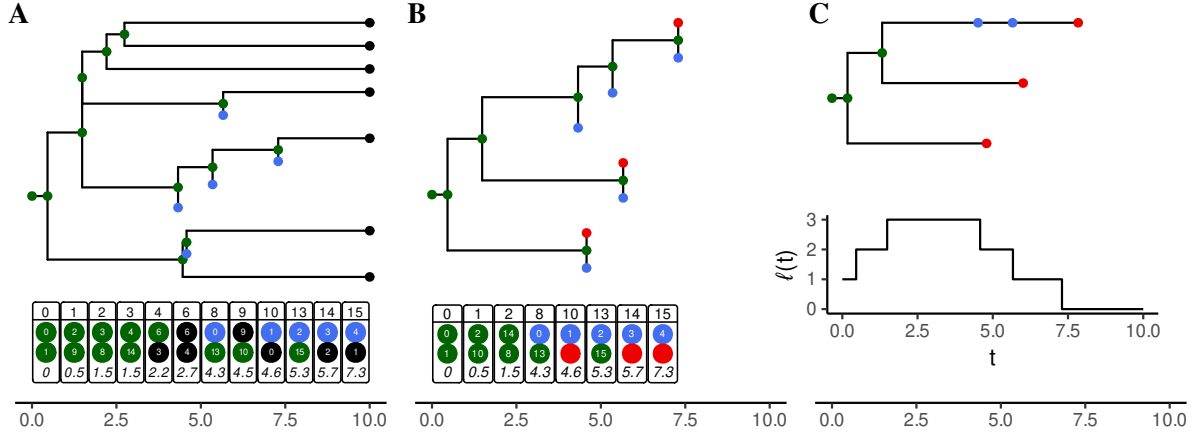 A B C
0 1 2 3 4 6 8 9 10 13 14 15
0 2 3 4 6 6 0 9 1 2 3 4
1 9 8 14 3 4 13 10 0 15 2 1
0 0.5 1.5 1.5 2.2 2.7 4.3 4.5 4.6 5.3 5.7 7.3
0.0 2.5 5.0 7.5 10.0
0 1 2 8 10 13 14 15
0 2 14 0 1 2 3 4
1 10 8 13 15
0 0.5 1.5 4.3 4.6 5.3 5.7 7.3
0.0 2.5 5.0 7.5 10.0
ℓ(t)
3
2
1
0
0.0 2.5 5.0 7.5 10.0
t
0.0 2.5 5.0 7.5 10.0